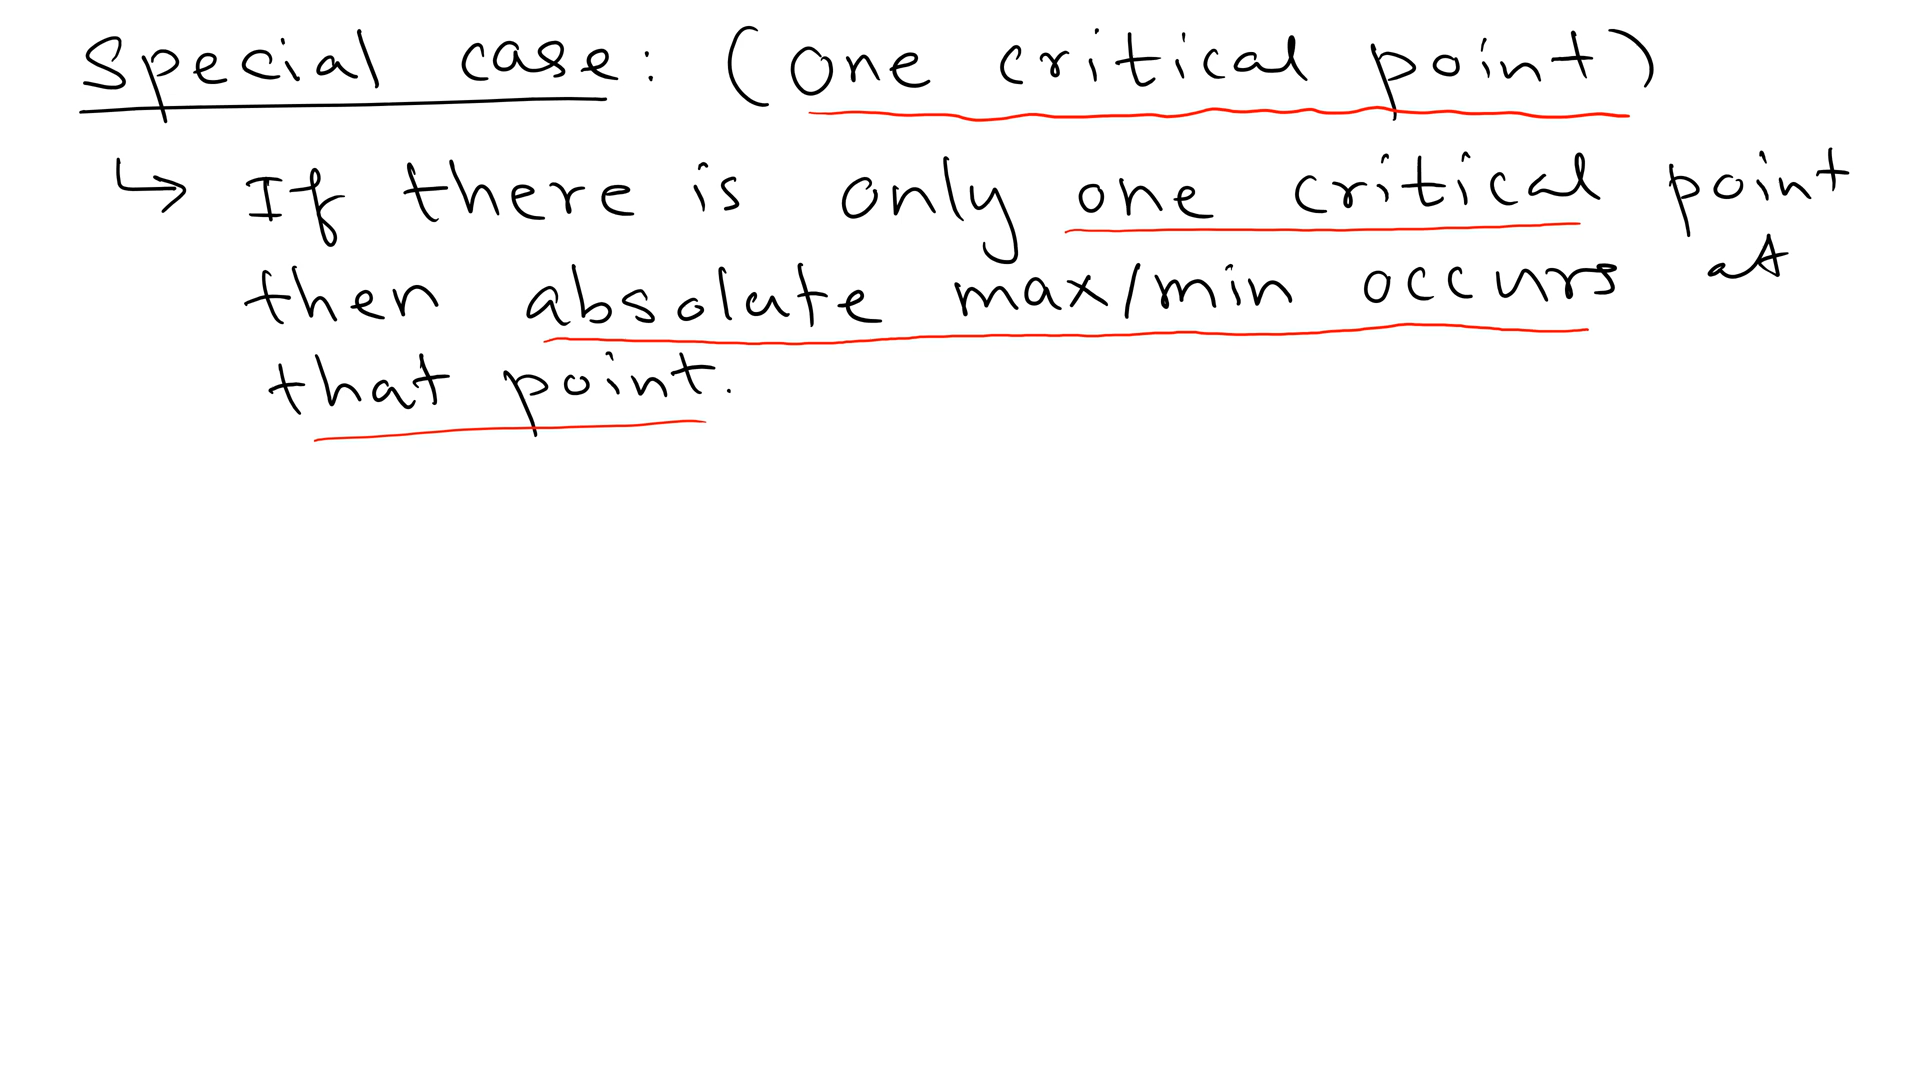 Special case: (One critical point)
↳ If there is only one critical point
then absolute max/min occurs at
that point.